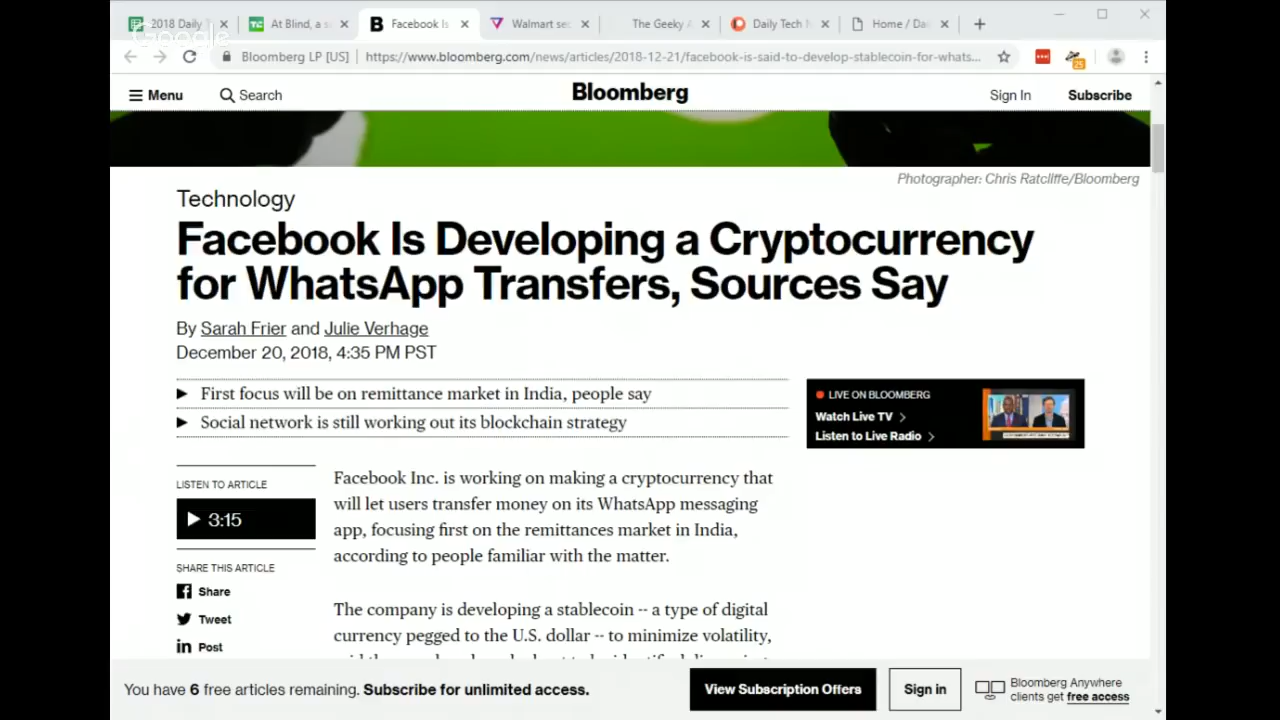 2018 Daily
At Blind, a s
Facebook Is
Walmart sec
The Geeky
Daily Tech
Home / Dai
Google
Bloomberg LP [US]
https://www.bloomberg.com/news/articles/2018-12-21/facebook-is-said-to-develop-stablecoin-for-whats...
25
Menu
Search
Bloomberg
Sign In
Subscribe
Photographer: Chris Ratcliffe/Bloomberg
Technology
Facebook Is Developing a Cryptocurrency
for WhatsApp Transfers, Sources Say
By Sarah Frier and Julie Verhage
December 20, 2018, 4:35 PM PST
First focus will be on remittance market in India, people say
Social network is still working out its blockchain strategy
LIVE ON BLOOMBERG
Watch Live TV
Listen to Live Radio
LISTEN TO ARTICLE
3:15
SHARE THIS ARTICLE
Share
Tweet
Post
Facebook Inc. is working on making a cryptocurrency that
will let users transfer money on its WhatsApp messaging
app, focusing first on the remittances market in India,
according to people familiar with the matter.
The company is developing a stablecoin -- a type of digital
currency pegged to the U.S. dollar -- to minimize volatility,
You have 6 free articles remaining. Subscribe for unlimited access.
View Subscription Offers
Sign in
Bloomberg Anywhere
clients get free access